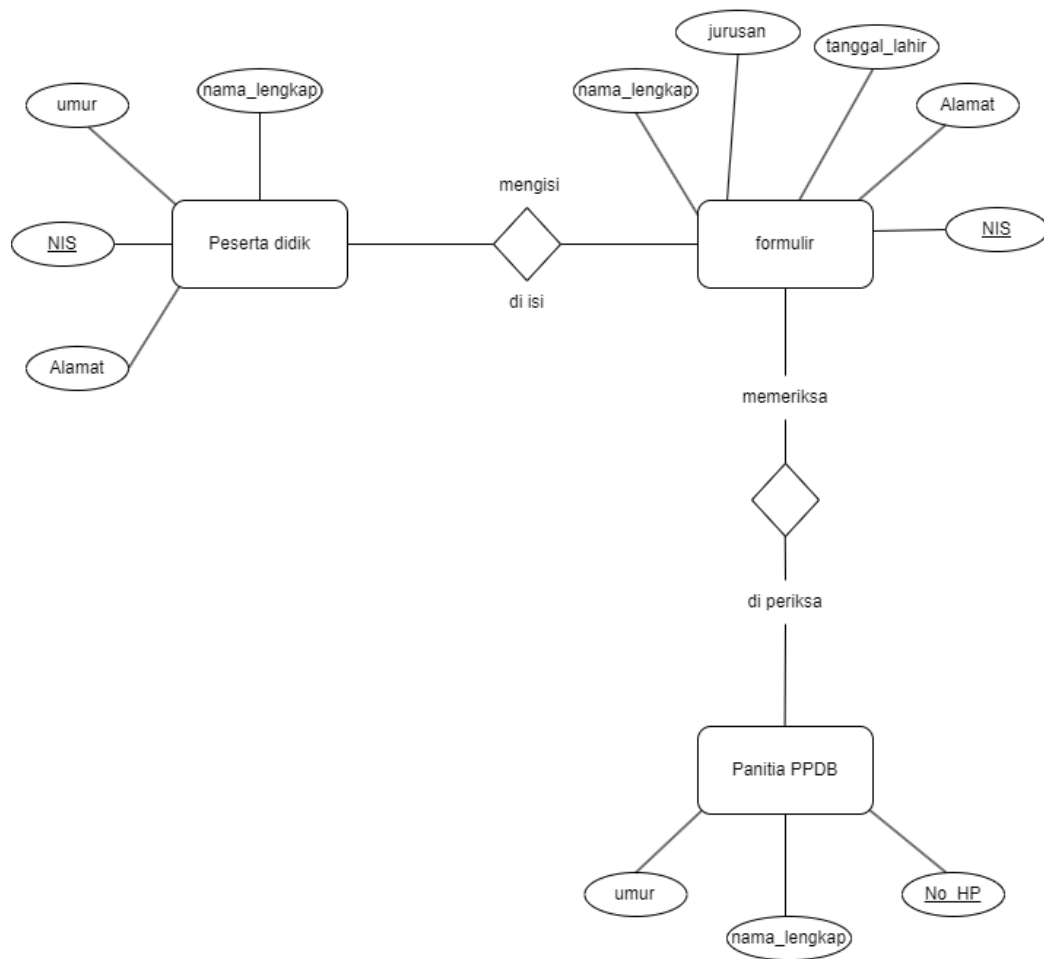 jurusan
tanggal_lahir
nama_lengkap
nama_lengkap
umur
Alamat
mengisi
NIS
Peserta didik
formulir
NIS
di isi
Alamat
memeriksa
di periksa
Panitia PPDB
umur
No_HP
nama_lengkap